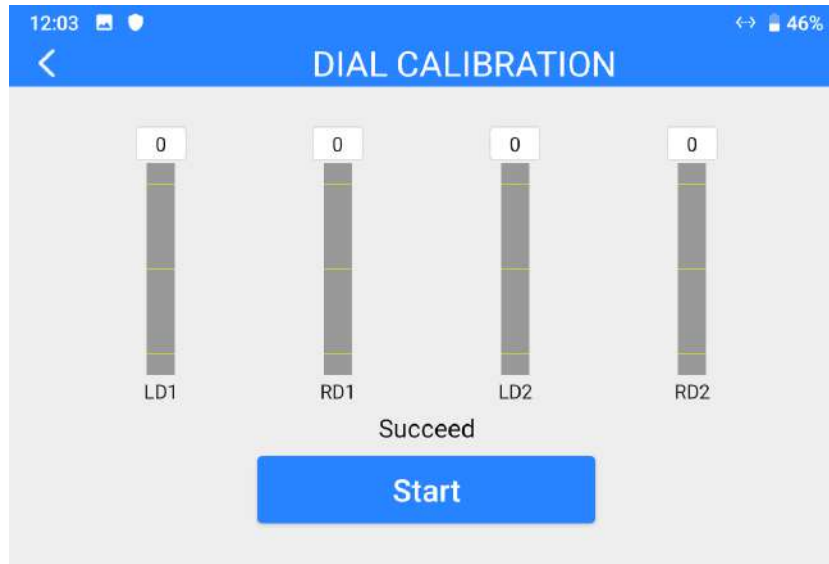 12:03 46%
DIAL CALIBRATION
0 0 0 0
LD1 RD1 LD2 RD2
Succeed
Start